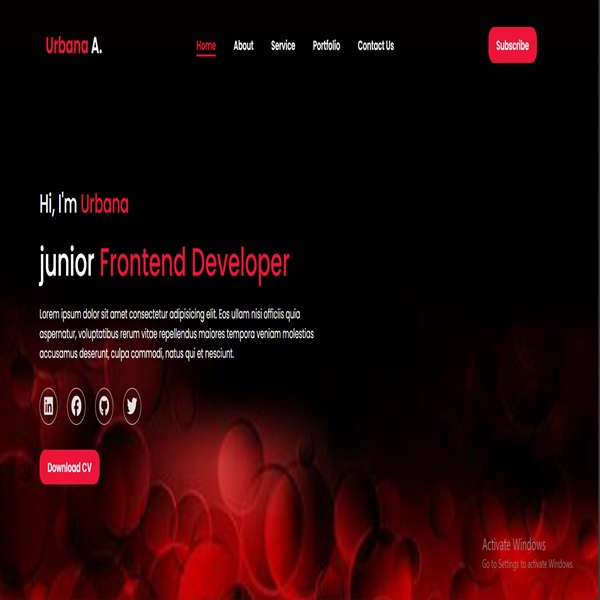 Urbana A.
Home About Service Portfolio Contact Us
Subscribe
Hi, I'm Urbana
junior Frontend Developer
Lorem ipsum dolor sit amet consectetur adipisicing elit. Eos ullam nisi officiis quia
aspernatur, voluptatibus rerum vitae repellendus maiores tempora veniam molestias
accusamus deserunt, culpa commodi, natus qui et nesciunt.
Download CV
Activate Windows
Go to Settings to activate Windows.